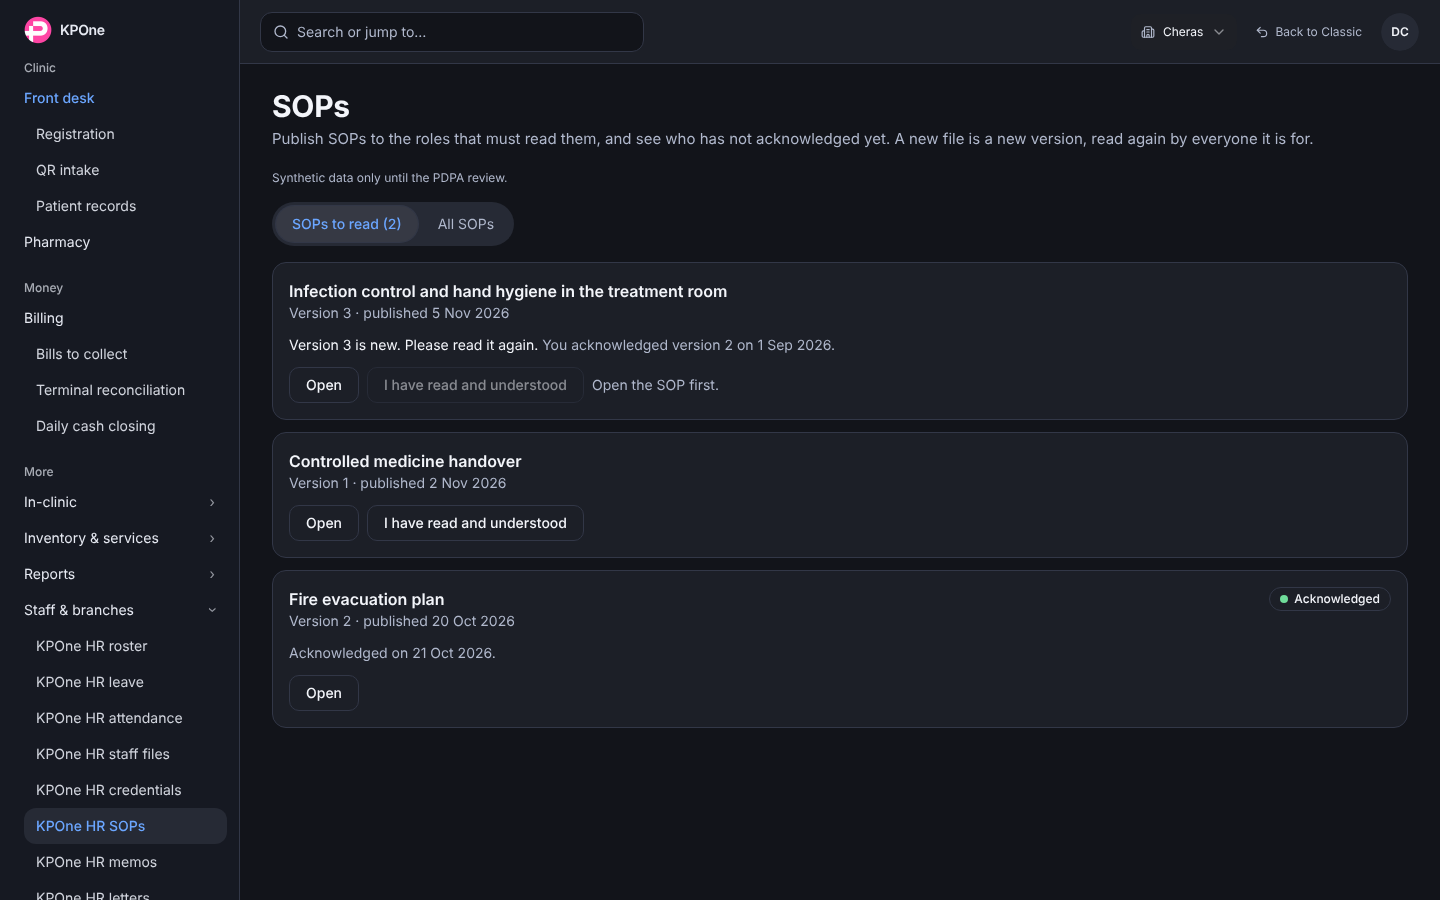 KPOne
Clinic
Front desk
Registration
QR intake
Patient records
Pharmacy
Money
Billing
Bills to collect
Terminal reconciliation
Daily cash closing
More
In-clinic
Inventory & services
Reports
Staff & branches
KPOne HR roster
KPOne HR leave
KPOne HR attendance
KPOne HR staff files
KPOne HR credentials
KPOne HR SOPs
KPOne HR memos
KPOne HR letters
Search or jump to...
Cheras
Back to Classic
DC
SOPs
Publish SOPs to the roles that must read them, and see who has not acknowledged yet. A new file is a new version, read again by everyone it is for.
Synthetic data only until the PDPA review.
SOPs to read (2)
All SOPs
Infection control and hand hygiene in the treatment room
Version 3 · published 5 Nov 2026
Version 3 is new. Please read it again. You acknowledged version 2 on 1 Sep 2026.
Open
I have read and understood
Open the SOP first.
Controlled medicine handover
Version 1 · published 2 Nov 2026
Open
I have read and understood
Fire evacuation plan
Acknowledged
Version 2 · published 20 Oct 2026
Acknowledged on 21 Oct 2026.
Open